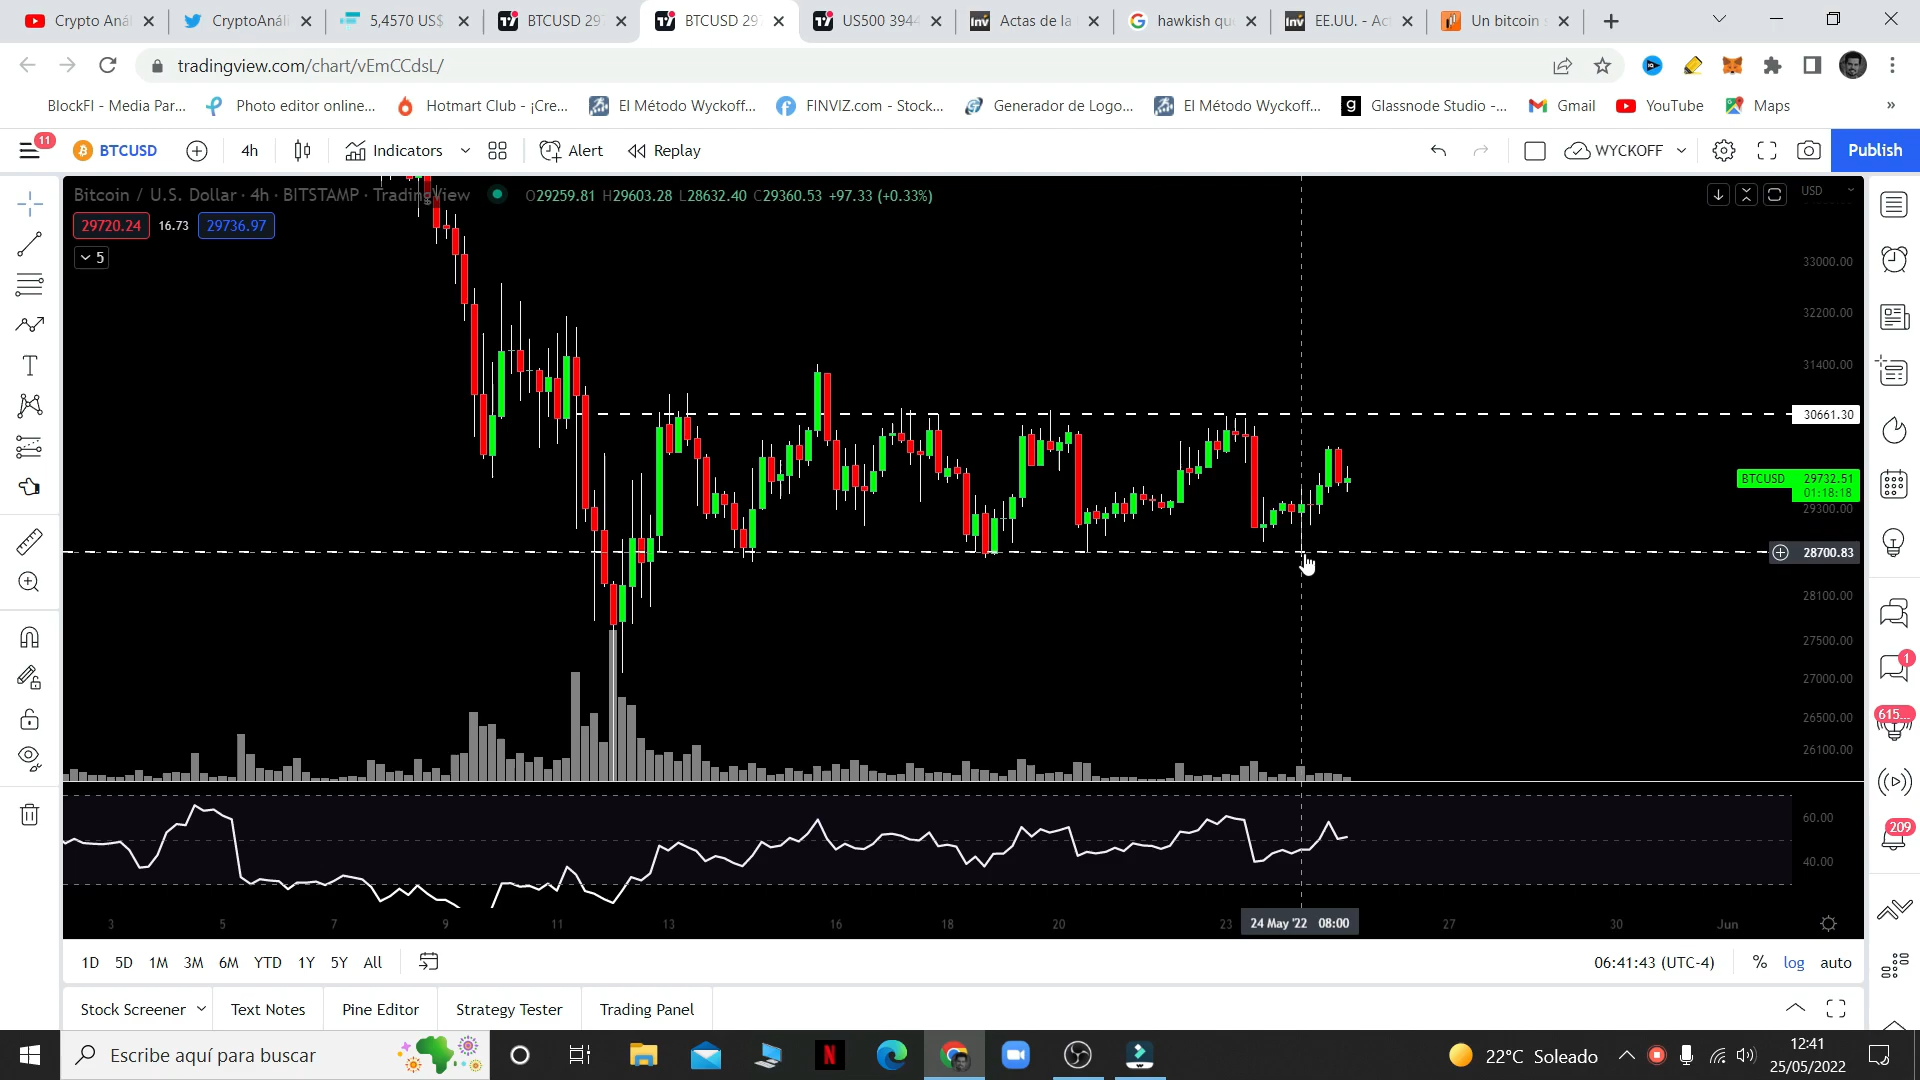 Crypto Aná
CryptoAnáli
5,4570 US$
BTCUSD 297
BTCUSD 297
US500 3944
Actas de la
hawkish qu
EE.UU. - Ac
Un bitcoin s
tradingview.com/chart/vEmCCdsL/
BlockFI - Media Par...
Photo editor online...
Hotmart Club - ¡Cre...
El Método Wyckoff...
FINVIZ.com - Stock...
Generador de Logo...
El Método Wyckoff...
Glassnode Studio -...
Gmail
YouTube
Maps
»
11
BTCUSD
4h
Indicators
Alert
Replay
WYCKOFF
Publish
Bitcoin / U.S. Dollar · 4h · BITSTAMP · TradingView
O29259.81 H29603.28 L28632.40 C29360.53 +97.33 (+0.33%)
USD
29720.24
16.73
29736.97
5
33000.00
32200.00
31400.00
30661.30
BTCUSD 29732.51
01:18:18
29300.00
28700.83
28100.00
27500.00
27000.00
26500.00
26100.00
60.00
40.00
1
615...
209
3
5
7
9
11
13
16
18
20
23
24 May '22 08:00
27
30
Jun
1D 5D 1M 3M 6M YTD 1Y 5Y All
06:41:43 (UTC-4)
% log auto
Stock Screener
Text Notes
Pine Editor
Strategy Tester
Trading Panel
Escribe aquí para buscar
N
22°C Soleado
12:41
25/05/2022